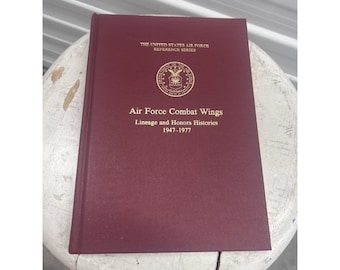 THE UNITED STATES AIR FORCE
REFERENCE SERIES
Air Force Combat Wings
Lineage and Honors Histories
1947-1977